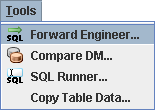 Tools
SQL Forward Engineer...
Compare DM...
SQL SQL Runner...
Copy Table Data...